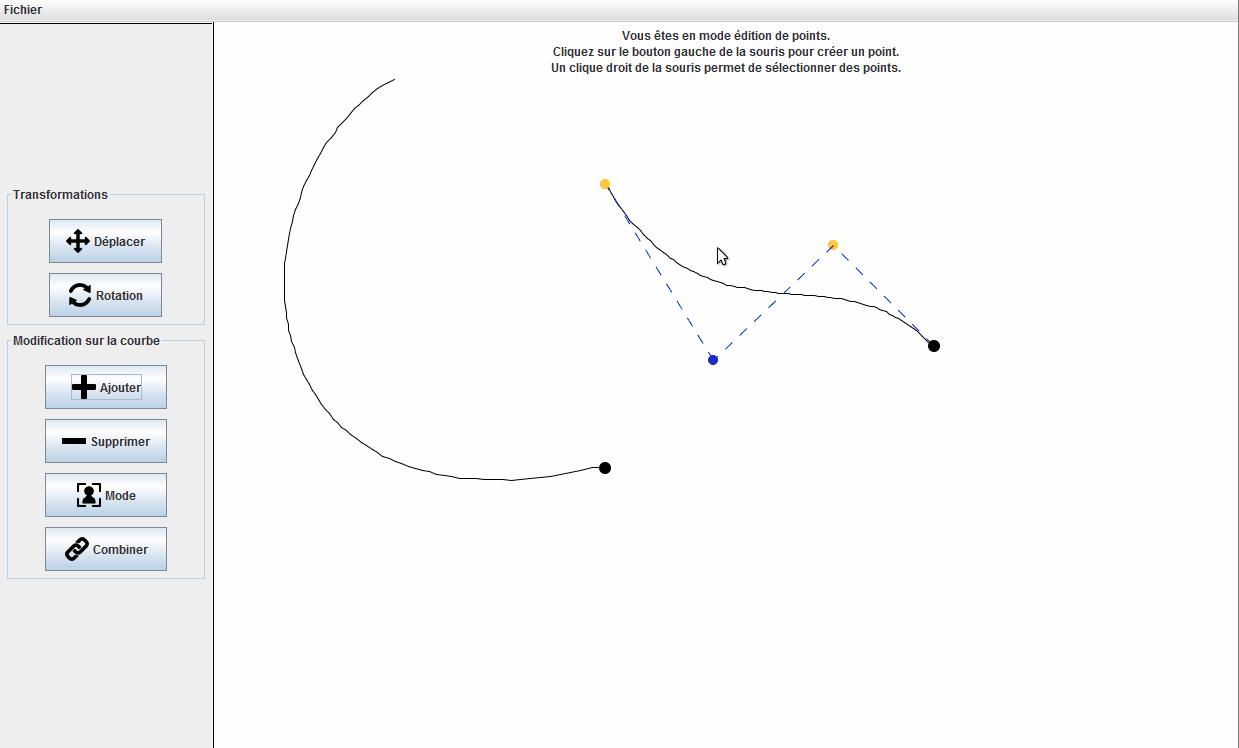 Fichier
Vous êtes en mode édition de points.
Cliquez sur le bouton gauche de la souris pour créer un point.
Un clique droit de la souris permet de sélectionner des points.
Transformations
Déplacer
Rotation
Modification sur la courbe
Ajouter
Supprimer
Mode
Combiner